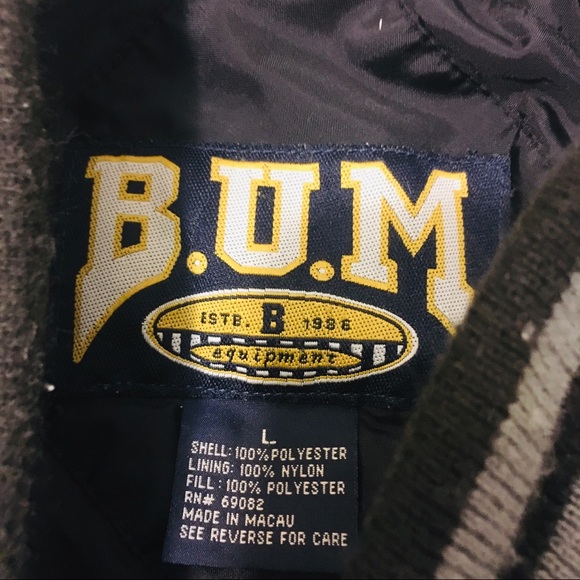 B.U.M
ESTB. B 1986
equipment
L
SHELL: 100% POLYESTER
LINING: 100% NYLON
FILL: 100% POLYESTER
RN# 69082
MADE IN MACAU
SEE REVERSE FOR CARE